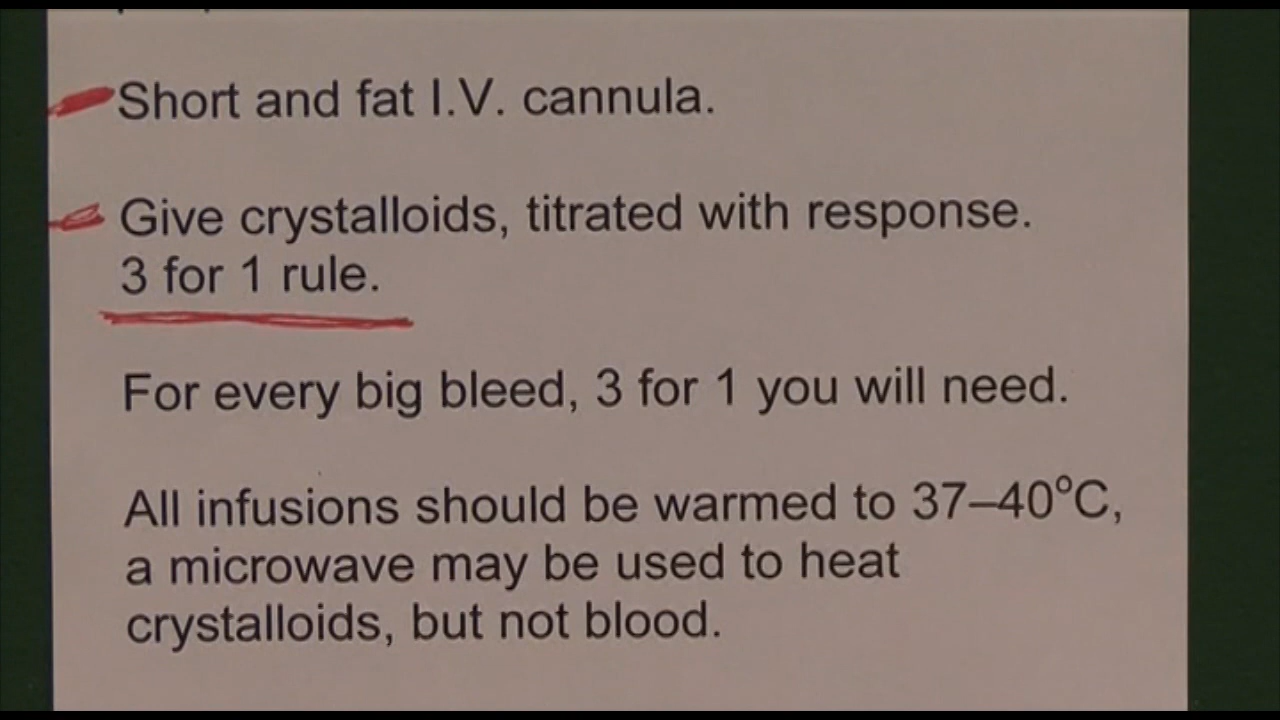 Short and fat I.V. cannula.
Give crystalloids, titrated with response.
3 for 1 rule.
For every big bleed, 3 for 1 you will need.
All infusions should be warmed to 37–40ºC,
a microwave may be used to heat
crystalloids, but not blood.